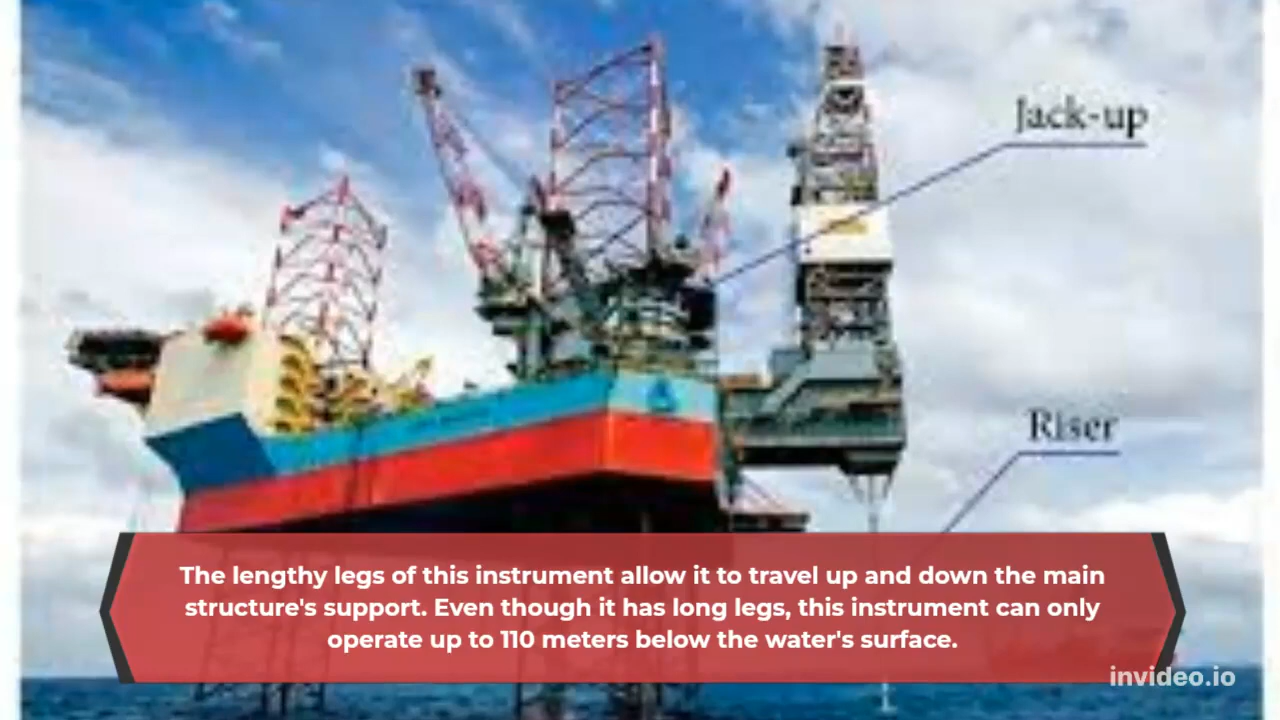 Jack-up
Riser
The lengthy legs of this instrument allow it to travel up and down the main
structure's support. Even though it has long legs, this instrument can only
operate up to 110 meters below the water's surface.
invideo.io